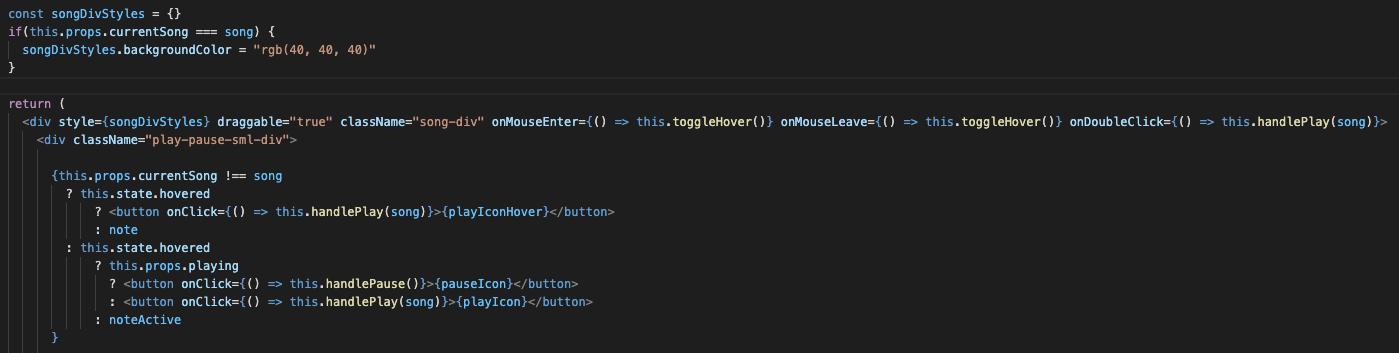 const songDivStyles = {}
if(this.props.currentSong === song) {
  songDivStyles.backgroundColor = "rgb(40, 40, 40)"
}
return (
  <div style={songDivStyles} draggable="true" className="song-div" onMouseEnter={() => this.toggleHover()} onMouseLeave={() => this.toggleHover()} onDoubleClick={() => this.handlePlay(song)}>
    <div className="play-pause-sml-div">
      {this.props.currentSong !== song
        ? this.state.hovered
            ? <button onClick={() => this.handlePlay(song)}>{playIconHover}</button>
            : note
        : this.state.hovered
            ? this.props.playing
              ? <button onClick={() => this.handlePause()}>{pauseIcon}</button>
              : <button onClick={() => this.handlePlay(song)}>{playIcon}</button>
            : noteActive
      }